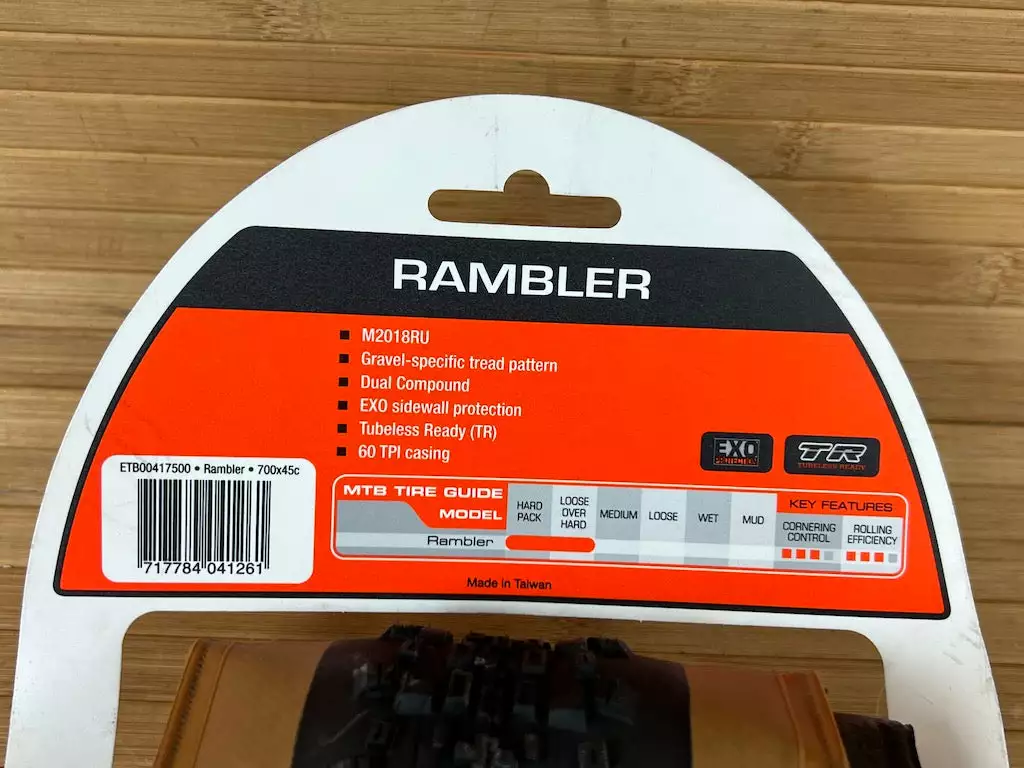 RAMBLER
M2018RU
Gravel-specific tread pattern
Dual Compound
EXO sidewall protection
Tubeless Ready (TR)
60 TPI casing
EXO
PROTECTION
TR
TUBELESS READY
ETB00417500 • Rambler • 700x45c
717784 041261
MTB TIRE GUIDE
MODEL
HARD PACK
LOOSE OVER HARD
MEDIUM
LOOSE
WET
MUD
KEY FEATURES
CORNERING CONTROL
ROLLING EFFICIENCY
Rambler
Made in Taiwan